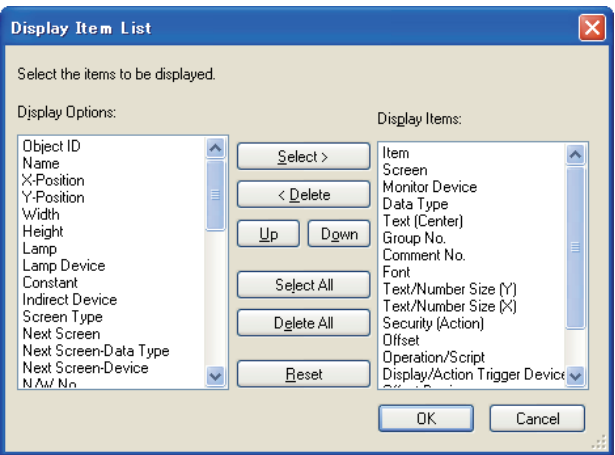 Display Item List
Select the items to be displayed.
Display Options:
Object ID
Name
X-Position
Y-Position
Width
Height
Lamp
Lamp Device
Constant
Indirect Device
Screen Type
Next Screen
Next Screen-Data Type
Next Screen-Device
N/W No.
Select >
< Delete
Up
Down
Select All
Delete All
Reset
Display Items:
Item
Screen
Monitor Device
Data Type
Text (Center)
Group No.
Comment No.
Font
Text/Number Size (Y)
Text/Number Size (X)
Security (Action)
Offset
Operation/Script
Display/Action Trigger Device
Offset Device
OK
Cancel